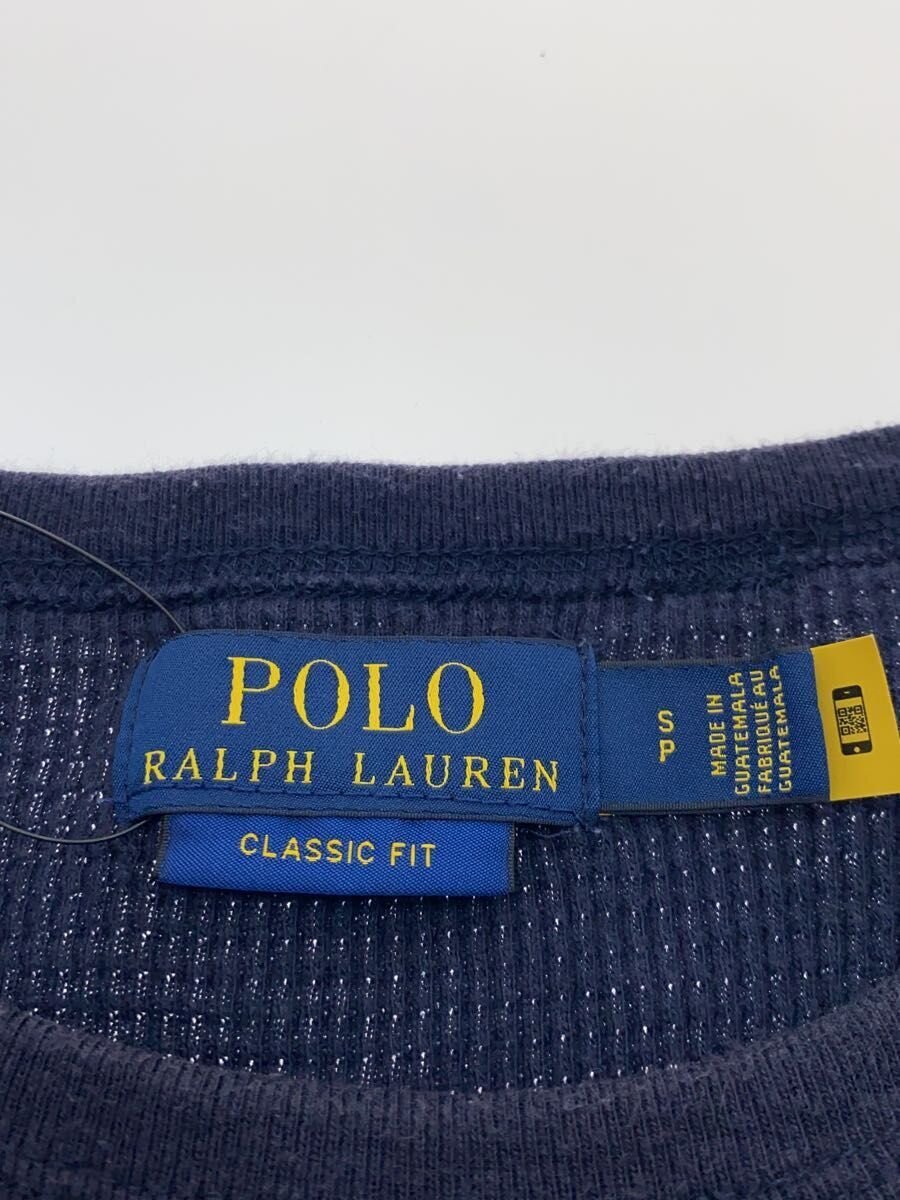 POLO
RALPH LAUREN
CLASSIC FIT
S
P
MADE IN
GUATEMALA
FABRIQUÉ AU
GUATEMALA